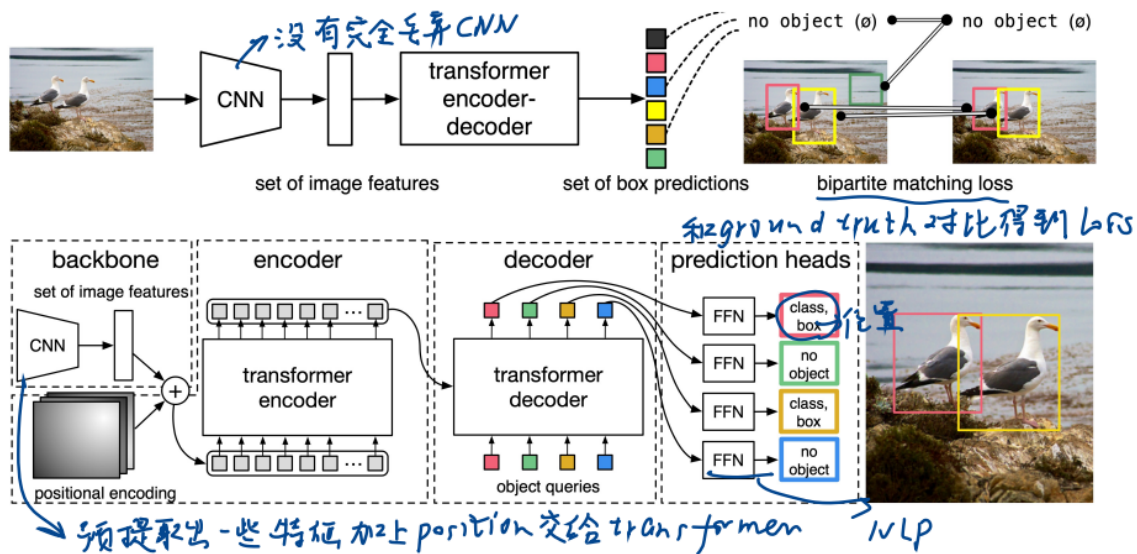 没有完全丢弃CNN
no object (ø) no object (ø)
CNN
transformer
encoder-
decoder
set of image features
set of box predictions
bipartite matching loss
和ground truth对比得到Loss
backbone
set of image features
CNN
+
positional encoding
encoder
...
transformer
encoder
...
decoder
transformer
decoder
object queries
prediction heads
FFN
class,
box
位置
FFN
no
object
FFN
class,
box
FFN
no
object
预提取出一些特征加上position交给transformer